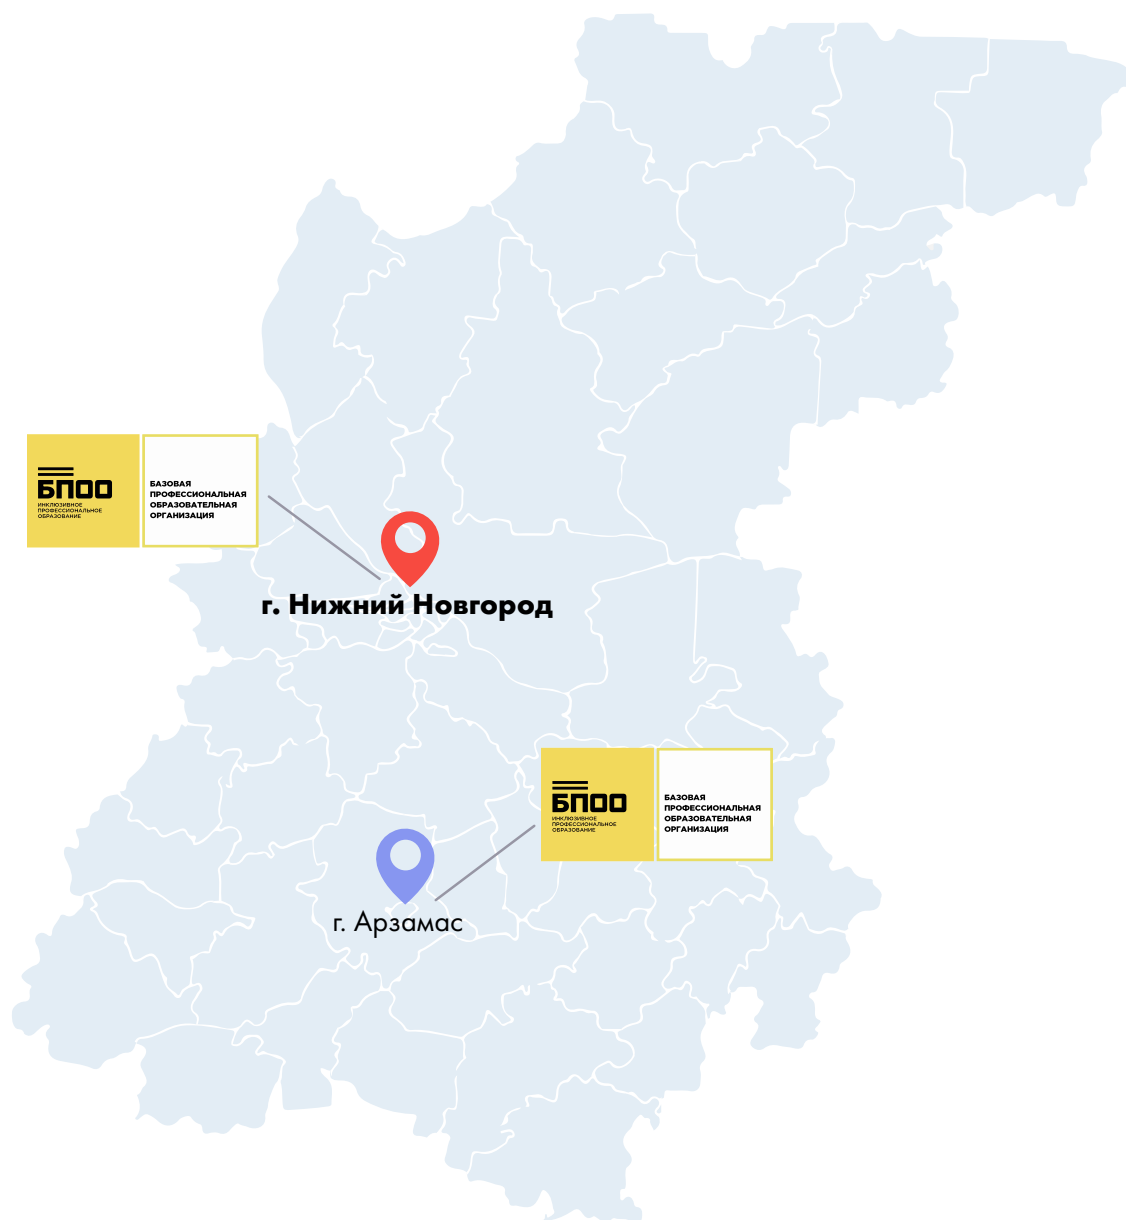 БПОО
ИНКЛЮЗИВНОЕ
ПРОФЕССИОНАЛЬНОЕ
ОБРАЗОВАНИЕ
БАЗОВАЯ
ПРОФЕССИОНАЛЬНАЯ
ОБРАЗОВАТЕЛЬНАЯ
ОРГАНИЗАЦИЯ
г. Нижний Новгород
БПОО
ИНКЛЮЗИВНОЕ
ПРОФЕССИОНАЛЬНОЕ
ОБРАЗОВАНИЕ
БАЗОВАЯ
ПРОФЕССИОНАЛЬНАЯ
ОБРАЗОВАТЕЛЬНАЯ
ОРГАНИЗАЦИЯ
г. Арзамас